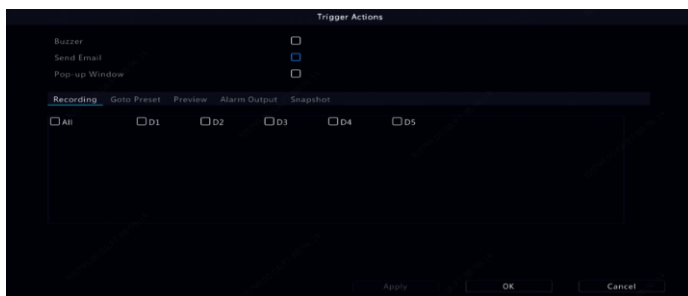 Trigger Actions
Buzzer
Send Email
Pop-up Window
Recording Goto Preset Preview Alarm Output Snapshot
All D1 D2 D3 D4 D5
Apply OK Cancel